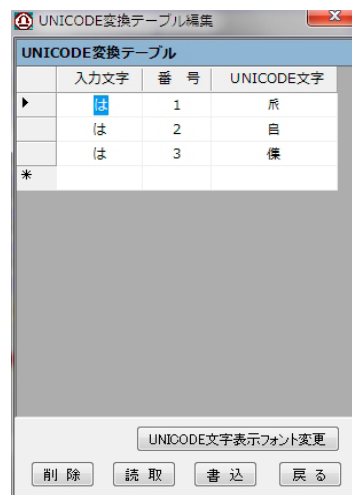 UNICODE変換テーブル編集
UNICODE変換テーブル
入力文字 番 号 UNICODE文字
は 1
は 2
は 3
UNICODE文字表示フォント変更
削 除 読 取 書 込 戻 る